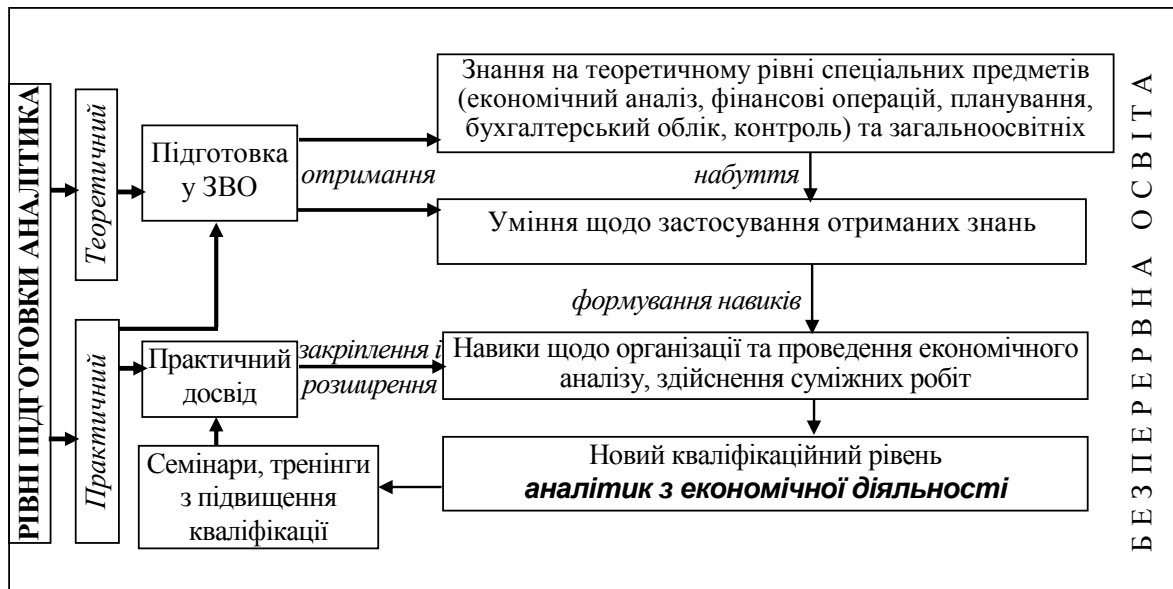 РІВНІ ПІДГОТОВКИ АНАЛІТИКА
Теоретичний
Підготовка
у ЗВО
отримання
Знання на теоретичному рівні спеціальних предметів
(економічний аналіз, фінансові операцій, планування,
бухгалтерський облік, контроль) та загальноосвітніх
набуття
Уміння щодо застосування отриманих знань
формування навиків
Практичний
Практичний
досвід
закріплення і
розширення
Навики щодо організації та проведення економічного
аналізу, здійснення суміжних робіт
Семінари, тренінги
з підвищення
кваліфікації
Новий кваліфікаційний рівень
аналітик з економічної діяльності
БЕЗПЕРЕРВНА ОСВІТА